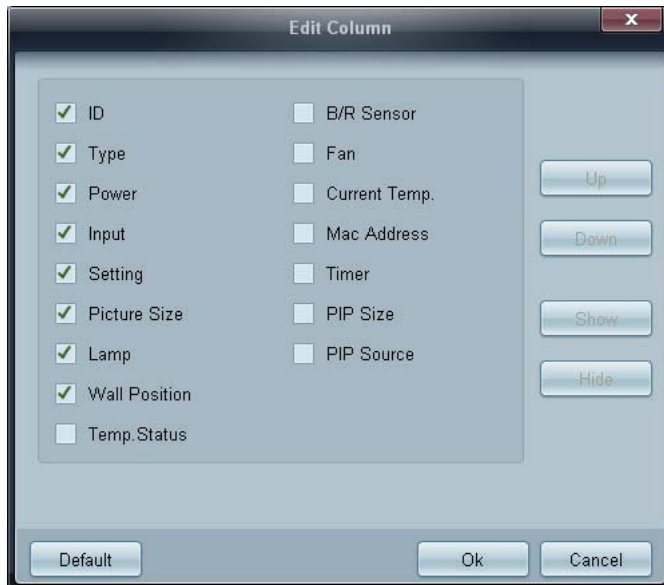 Edit Column
x
ID
Type
Power
Input
Setting
Picture Size
Lamp
Wall Position
Temp.Status
B/R Sensor
Fan
Current Temp.
Mac Address
Timer
PIP Size
PIP Source
Up
Down
Show
Hide
Default
Ok
Cancel